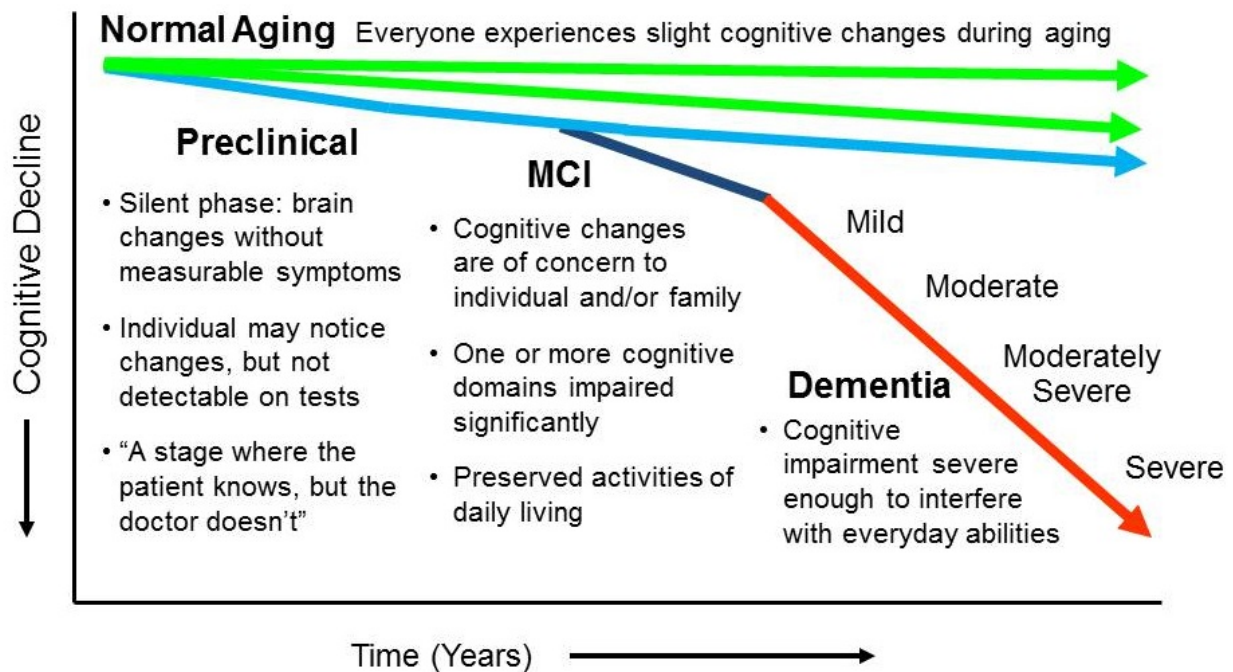 Normal Aging Everyone experiences slight cognitive changes during aging
Cognitive Decline
Preclinical
• Silent phase: brain
changes without
measurable symptoms
• Individual may notice
changes, but not
detectable on tests
• “A stage where the
patient knows, but the
doctor doesn’t”
MCI
• Cognitive changes
are of concern to
individual and/or family
• One or more cognitive
domains impaired
significantly
• Preserved activities of
daily living
Mild
Moderate
Moderately
Severe
Severe
Dementia
• Cognitive
impairment severe
enough to interfere
with everyday abilities
Time (Years)